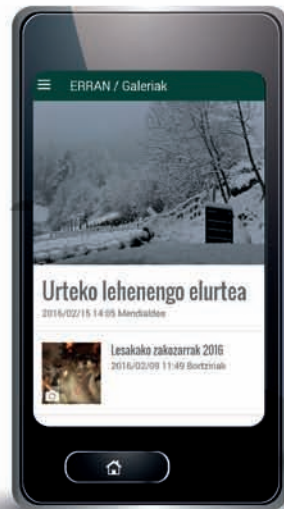 ERRAN / Galeriak
Urteko lehenengo elurtea
2016/02/15 14:05 Mendialdea
Lesakako zakozarrak 2016
2016/02/09 11:49 Bortziriak